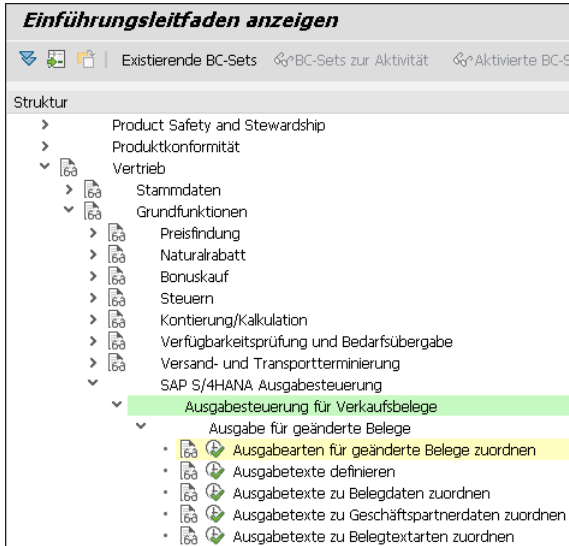 Einführungsleitfaden anzeigen
Existierende BC-Sets BC-Sets zur Aktivität Aktivierte BC-S
Struktur
Product Safety and Stewardship
Produktkonformität
Vertrieb
Stammdaten
Grundfunktionen
Preisfindung
Naturalrabatt
Bonuskauf
Steuern
Kontierung/Kalkulation
Verfügbarkeitsprüfung und Bedarfsübergabe
Versand- und Transportterminierung
SAP S/4HANA Ausgabesteuerung
Ausgabesteuerung für Verkaufsbelege
Ausgabe für geänderte Belege
Ausgabearten für geänderte Belege zuordnen
Ausgabetexte definieren
Ausgabetexte zu Belegdaten zuordnen
Ausgabetexte zu Geschäftspartnerdaten zuordnen
Ausgabetexte zu Belegtextarten zuordnen